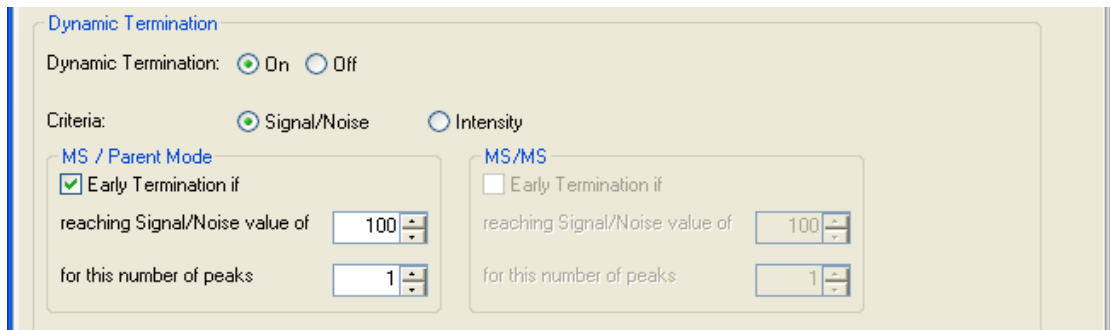 Dynamic Termination
Dynamic Termination: On Off
Criteria: Signal/Noise Intensity
MS / Parent Mode
Early Termination if
reaching Signal/Noise value of 100
for this number of peaks 1
MS/MS
Early Termination if
reaching Signal/Noise value of 100
for this number of peaks 1